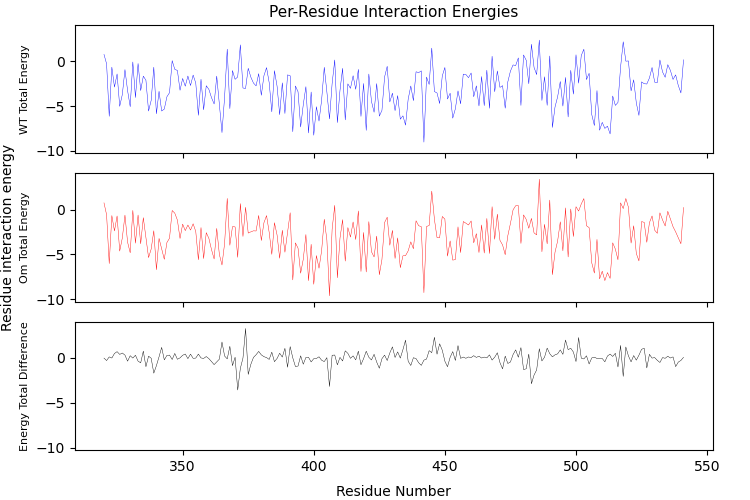 Per-Residue Interaction Energies
Residue interaction energy
WT Total Energy
0
−5
−10
Om Total Energy
0
−5
−10
Energy Total Difference
0
−5
−10
350 400 450 500 550
Residue Number